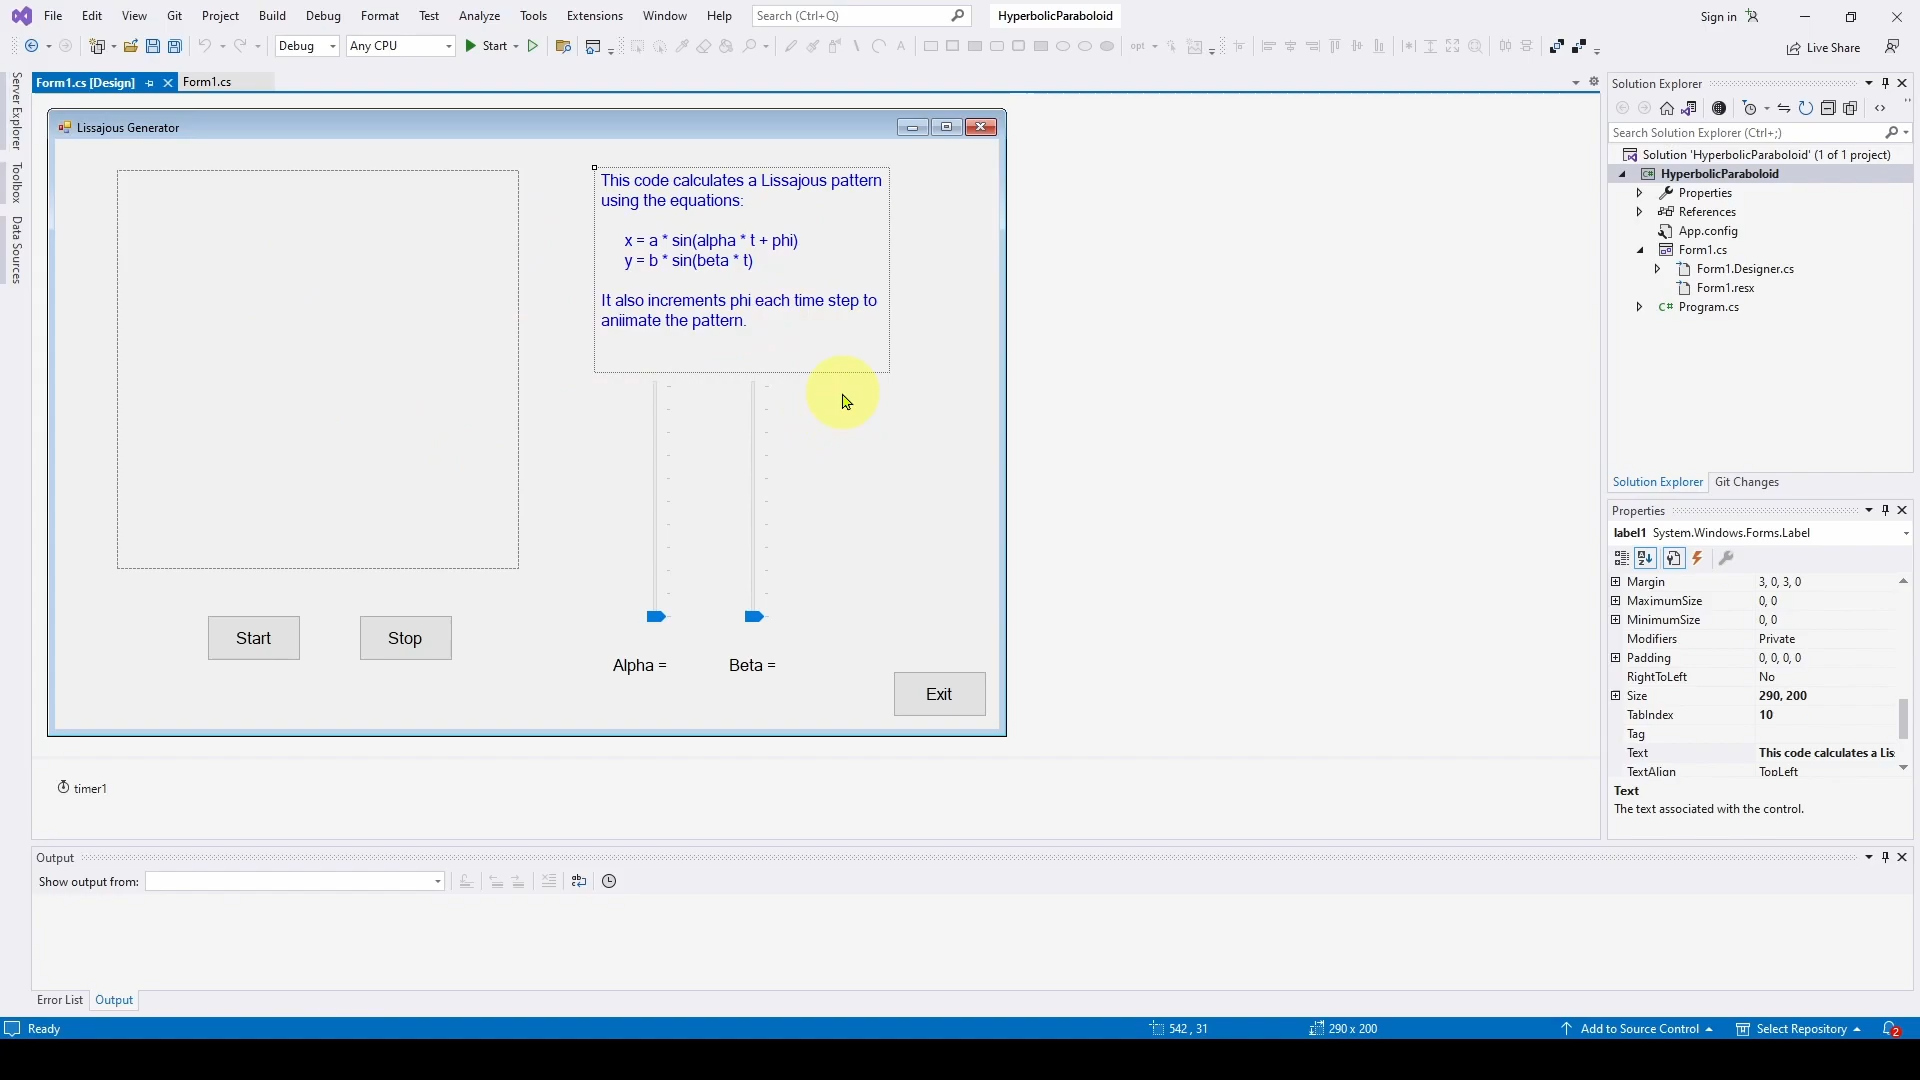 File Edit View Git Project Build Debug Format Test Analyze Tools Extensions Window Help Search (Ctrl+Q) HyperbolicParaboloid Sign in
Debug Any CPU Start opt Live Share
Server Explorer
Toolbox
Data Sources
Form1.cs [Design] Form1.cs
Lissajous Generator
This code calculates a Lissajous pattern
using the equations:
x = a * sin(alpha * t + phi)
y = b * sin(beta * t)
It also increments phi each time step to
aniimate the pattern.
Start Stop
Alpha = Beta =
Exit
timer1
Output
Show output from:
Error List Output
Solution Explorer
Search Solution Explorer (Ctrl+;)
Solution 'HyperbolicParaboloid' (1 of 1 project)
C# HyperbolicParaboloid
Properties
References
App.config
Form1.cs
Form1.Designer.cs
Form1.resx
C# Program.cs
Solution Explorer Git Changes
Properties
label1 System.Windows.Forms.Label
Margin 3, 0, 3, 0
MaximumSize 0, 0
MinimumSize 0, 0
Modifiers Private
Padding 0, 0, 0, 0
RightToLeft No
Size 290, 200
TabIndex 10
Tag
Text This code calculates a Lis
TextAlign TopLeft
Text
The text associated with the control.
Ready 542 , 31 290 x 200 Add to Source Control Select Repository 2